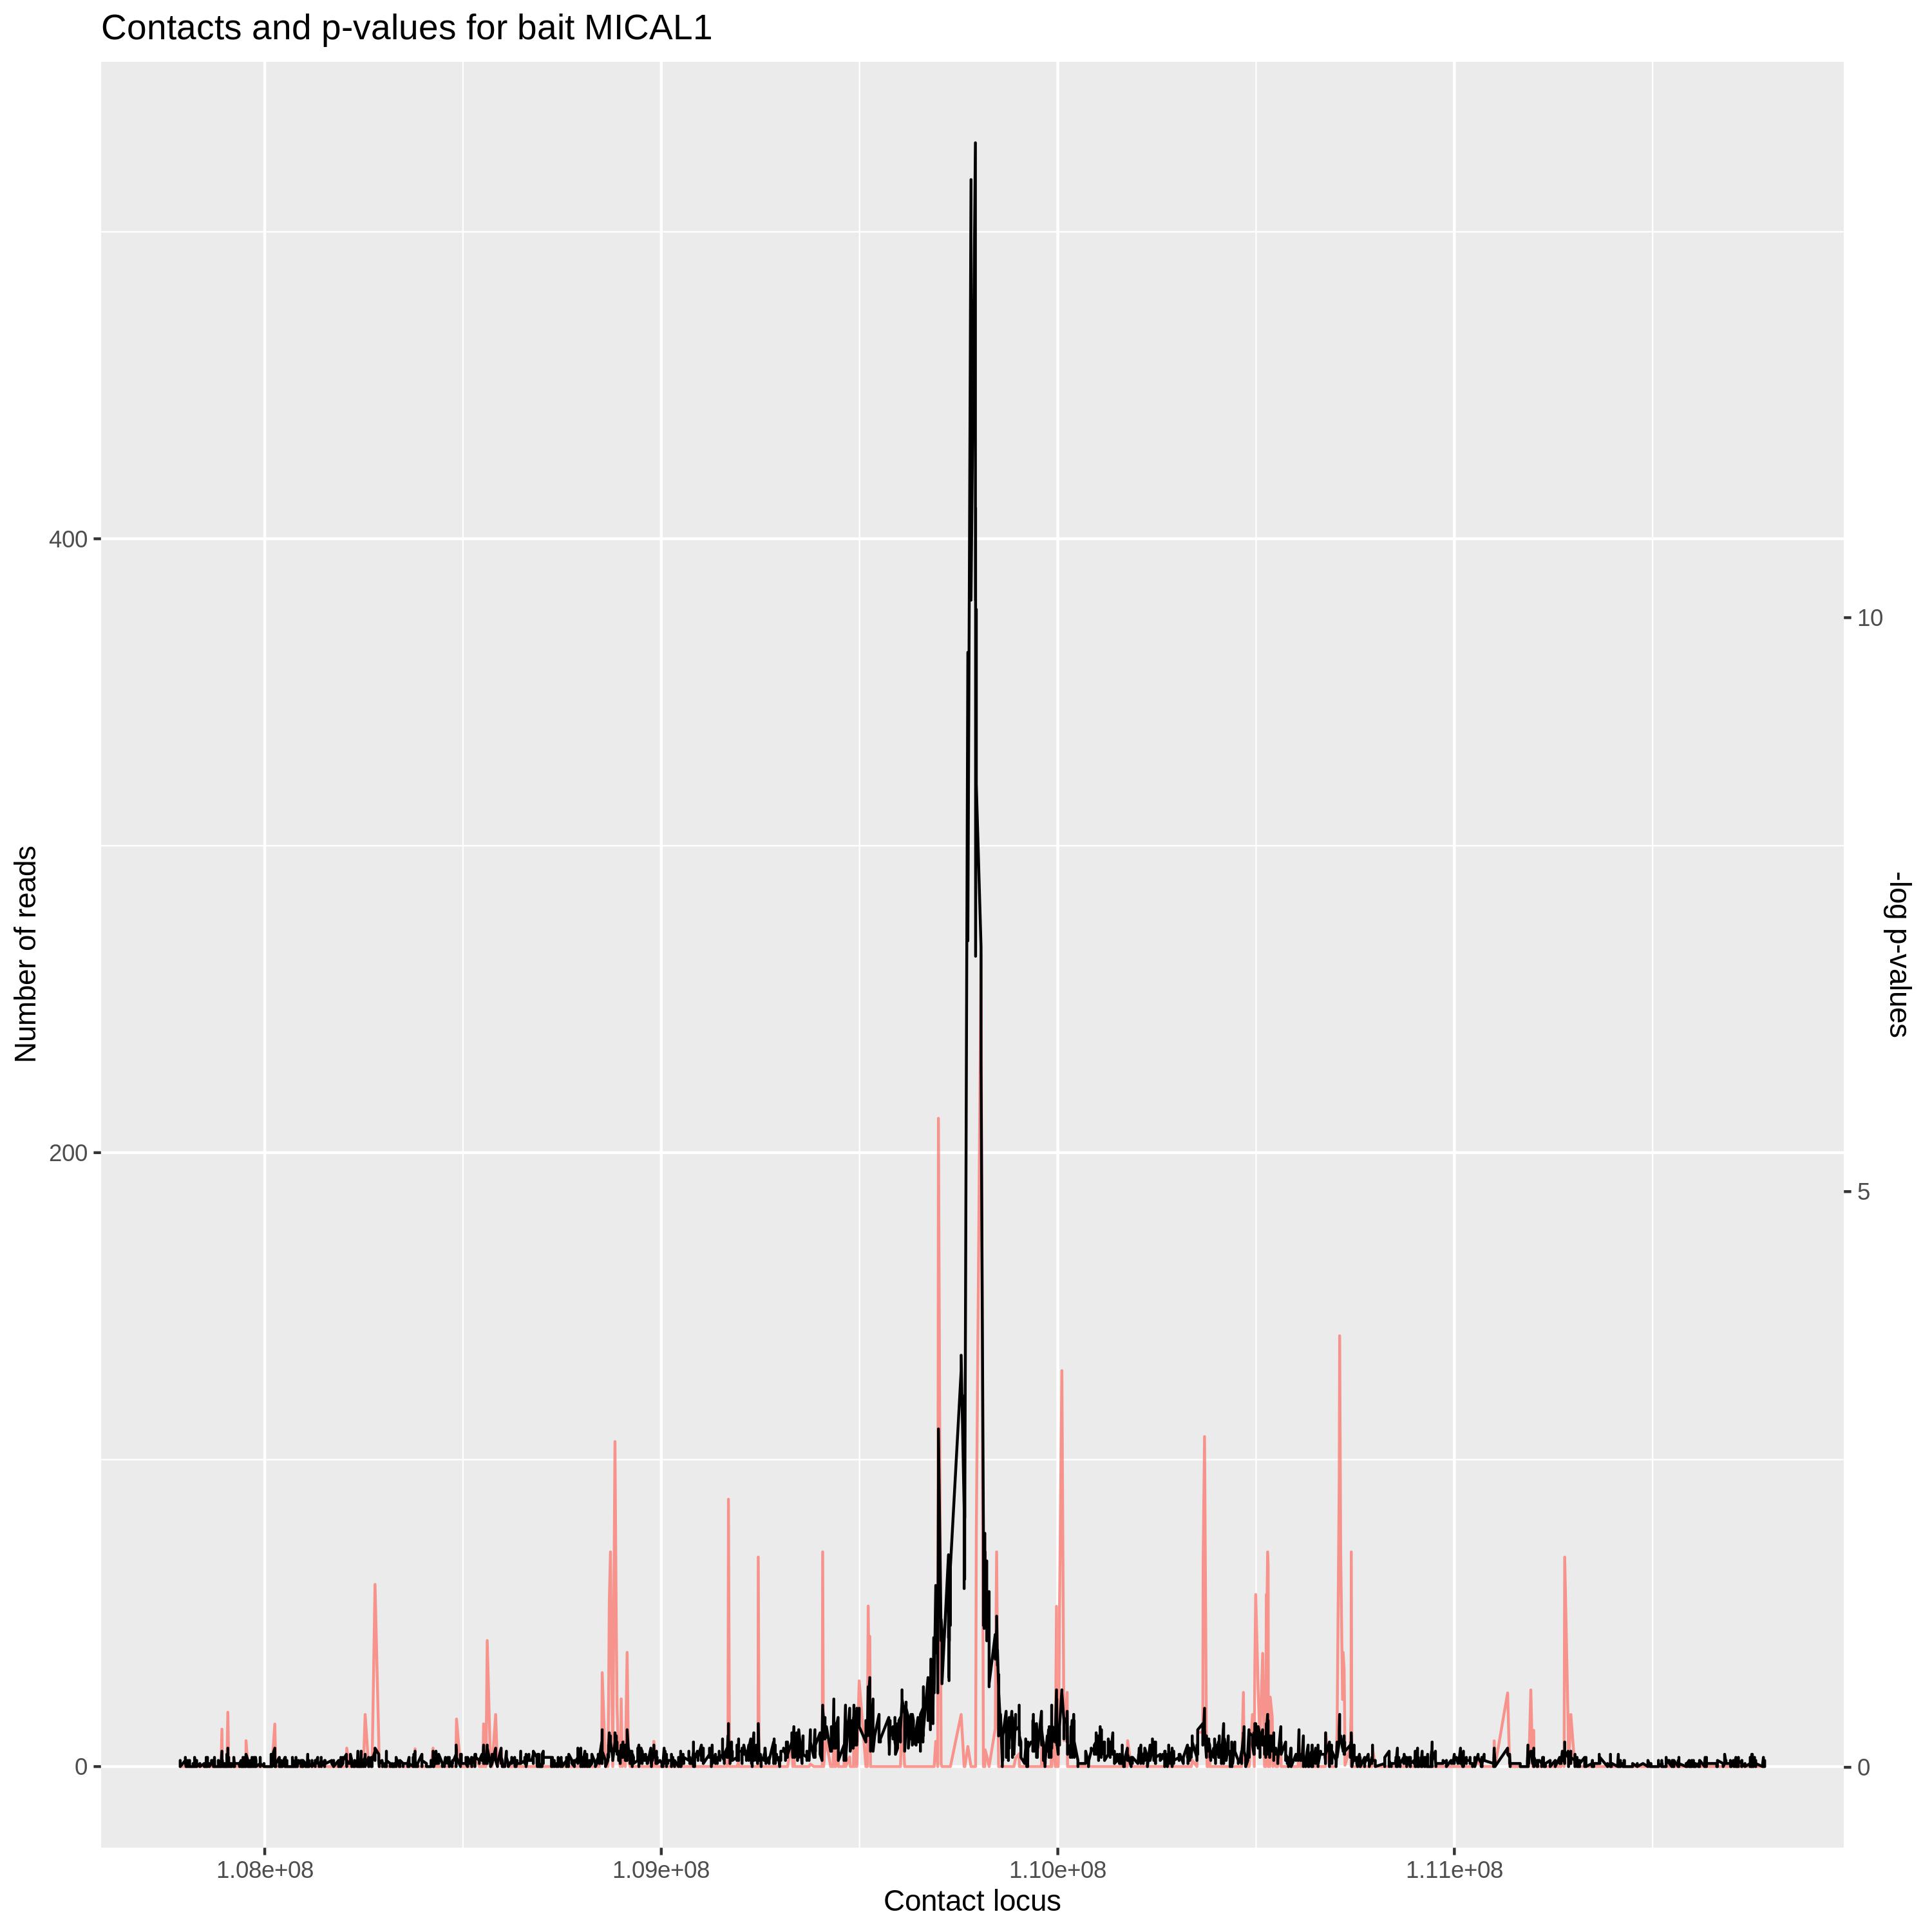 Contacts and p-values for bait MICAL1
Number of reads
400
200
0
10
5
0
-log p-values
1.08e+08
1.09e+08
1.10e+08
1.11e+08
Contact locus